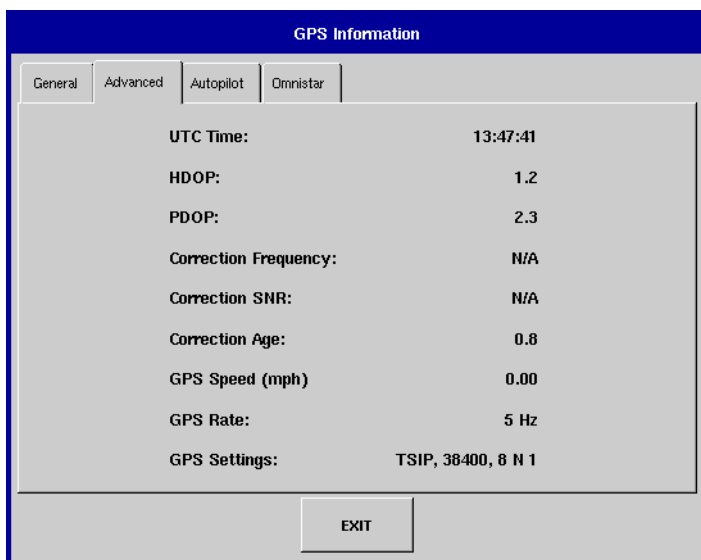 GPS Information
General Advanced Autopilot Omnistar
UTC Time: 13:47:41
HDOP: 1.2
PDOP: 2.3
Correction Frequency: N/A
Correction SNR: N/A
Correction Age: 0.8
GPS Speed (mph) 0.00
GPS Rate: 5 Hz
GPS Settings: TSIP, 38400, 8 N 1
EXIT